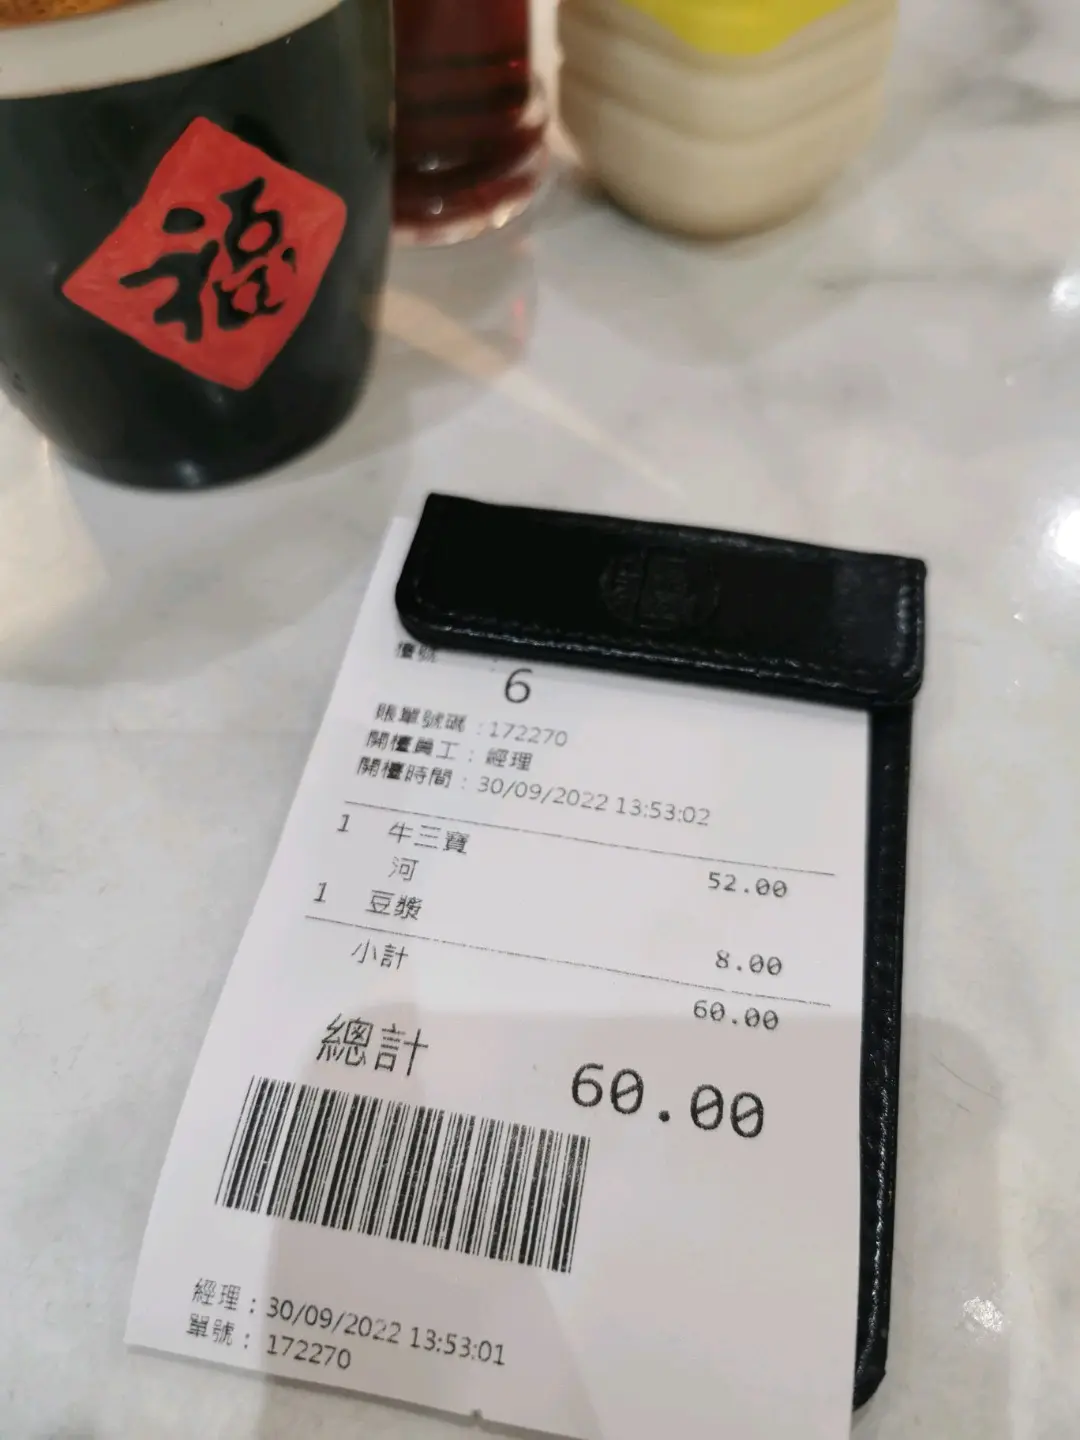 福
檯號 :
6
賬單號碼 : 172270
開檯員工 : 經理
開檯時間 : 30/09/2022 13:53:02
1 牛三寶
河 52.00
1 豆漿
8.00
小計 60.00
總計 60.00
經理 : 30/09/2022 13:53:01
單號 : 172270